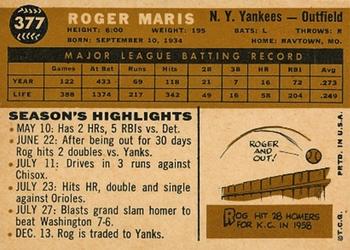 377
ROGER MARIS
N. Y. Yankees — Outfield
HEIGHT: 6:00 WEIGHT: 195 BATS: L THROWS: R
BORN: SEPTEMBER 10, 1934 HOME: RAYTOWN, MO.
MAJOR LEAGUE BATTING RECORD
Games At Bat Runs Hits 2B 3B HR RBI Avg.
YEAR 122 433 69 118 21 7 16 72 .273
LIFE 388 1374 217 342 50 14 58 204 .249
SEASON'S HIGHLIGHTS
• MAY 10: Has 2 HRs, 5 RBIs vs. Det.
• JUNE 22: After being out for 30 days
Rog hits 2 doubles vs. Yanks.
• JULY 11: Drives in 3 runs against
Chisox.
• JULY 23: Hits HR, double and single
against Orioles.
• JULY 27: Blasts grand slam homer to
beat Washington 7-6.
• DEC. 13. Rog is traded to Yanks.
ROGER
AND
OUT!
ROG HIT 28 HOMERS
FOR K.C. IN 1958
©T.C.G. PRTD. IN U.S.A.